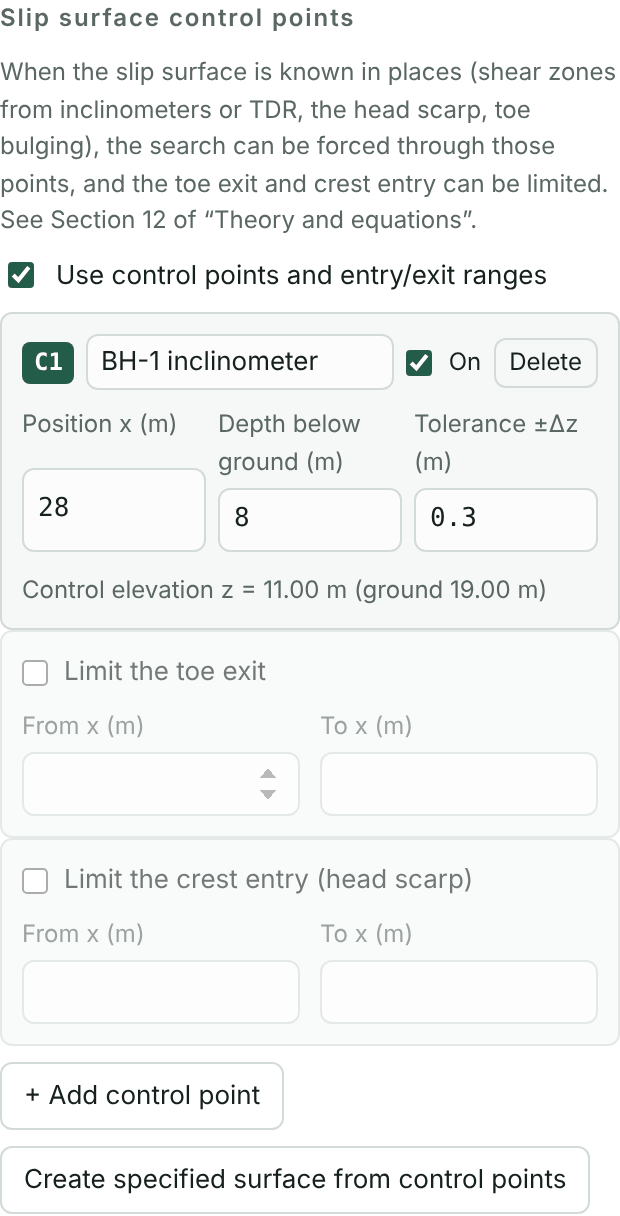 Slip surface control points
When the slip surface is known in places (shear zones
from inclinometers or TDR, the head scarp, toe
bulging), the search can be forced through those
points, and the toe exit and crest entry can be limited.
See Section 12 of “Theory and equations”.
Use control points and entry/exit ranges
C1 BH-1 inclinometer On Delete
Position x (m) Depth below ground (m) Tolerance ±Δz (m)
28 8 0.3
Control elevation z = 11.00 m (ground 19.00 m)
Limit the toe exit
From x (m) To x (m)
Limit the crest entry (head scarp)
From x (m) To x (m)
+ Add control point
Create specified surface from control points